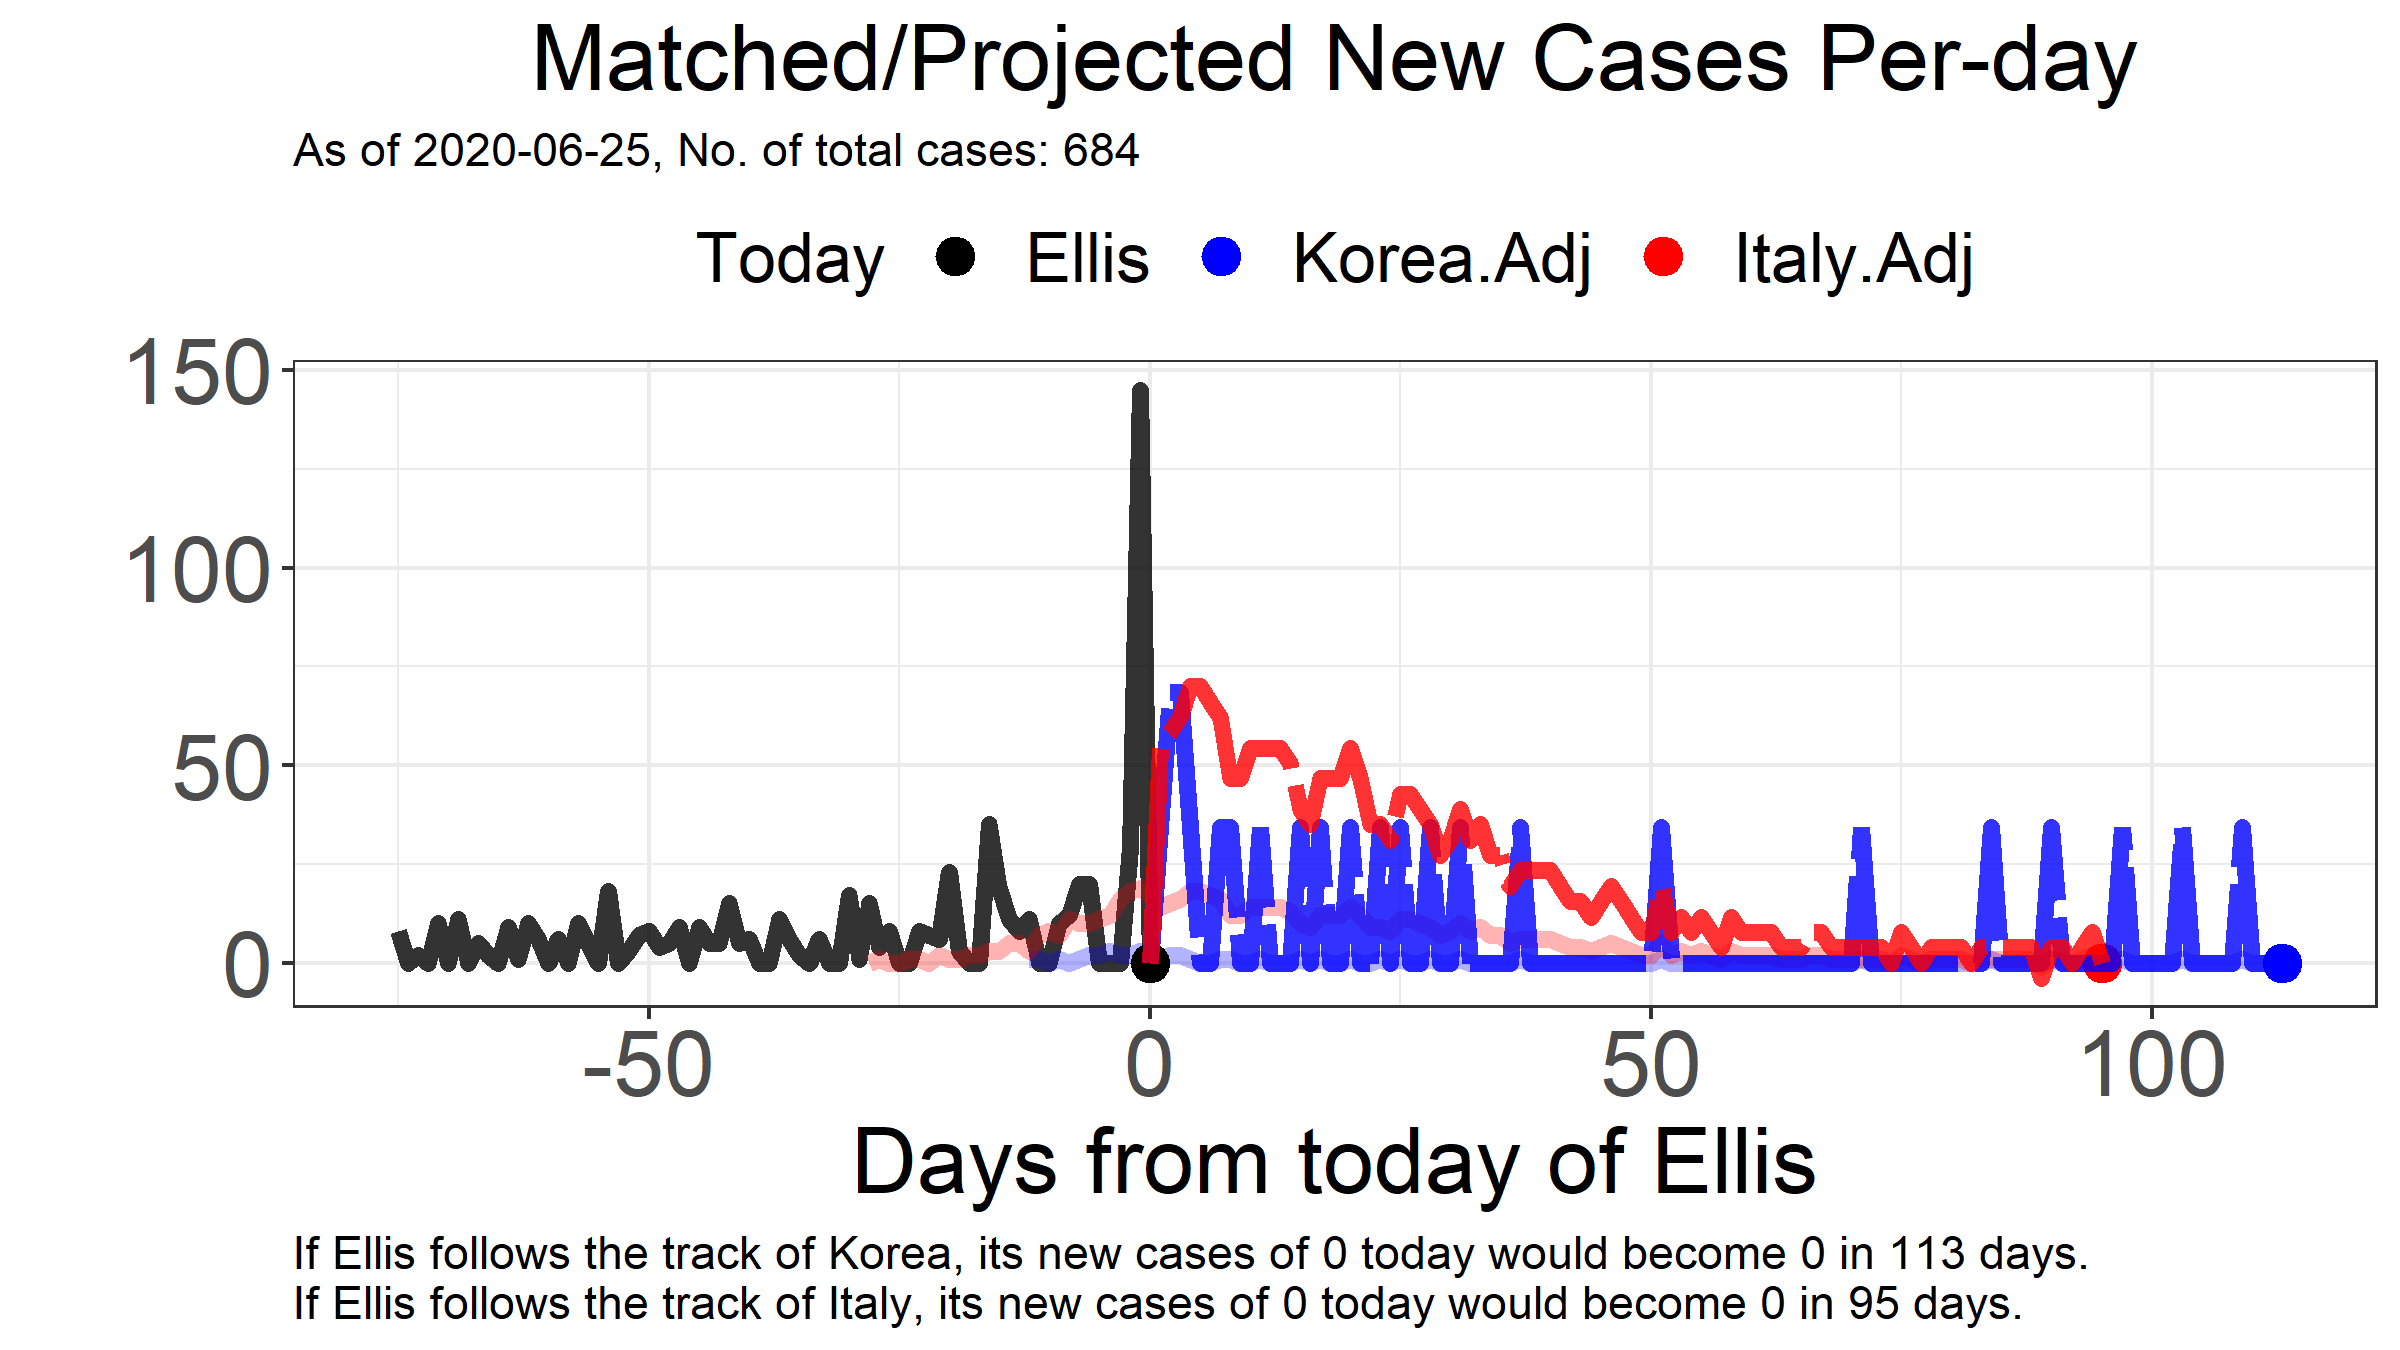 Matched/Projected New Cases Per-day
As of 2020-06-25, No. of total cases: 684
Today Ellis Korea.Adj Italy.Adj
150
100
50
0
-50 0 50 100
Days from today of Ellis
If Ellis follows the track of Korea, its new cases of 0 today would become 0 in 113 days.
If Ellis follows the track of Italy, its new cases of 0 today would become 0 in 95 days.